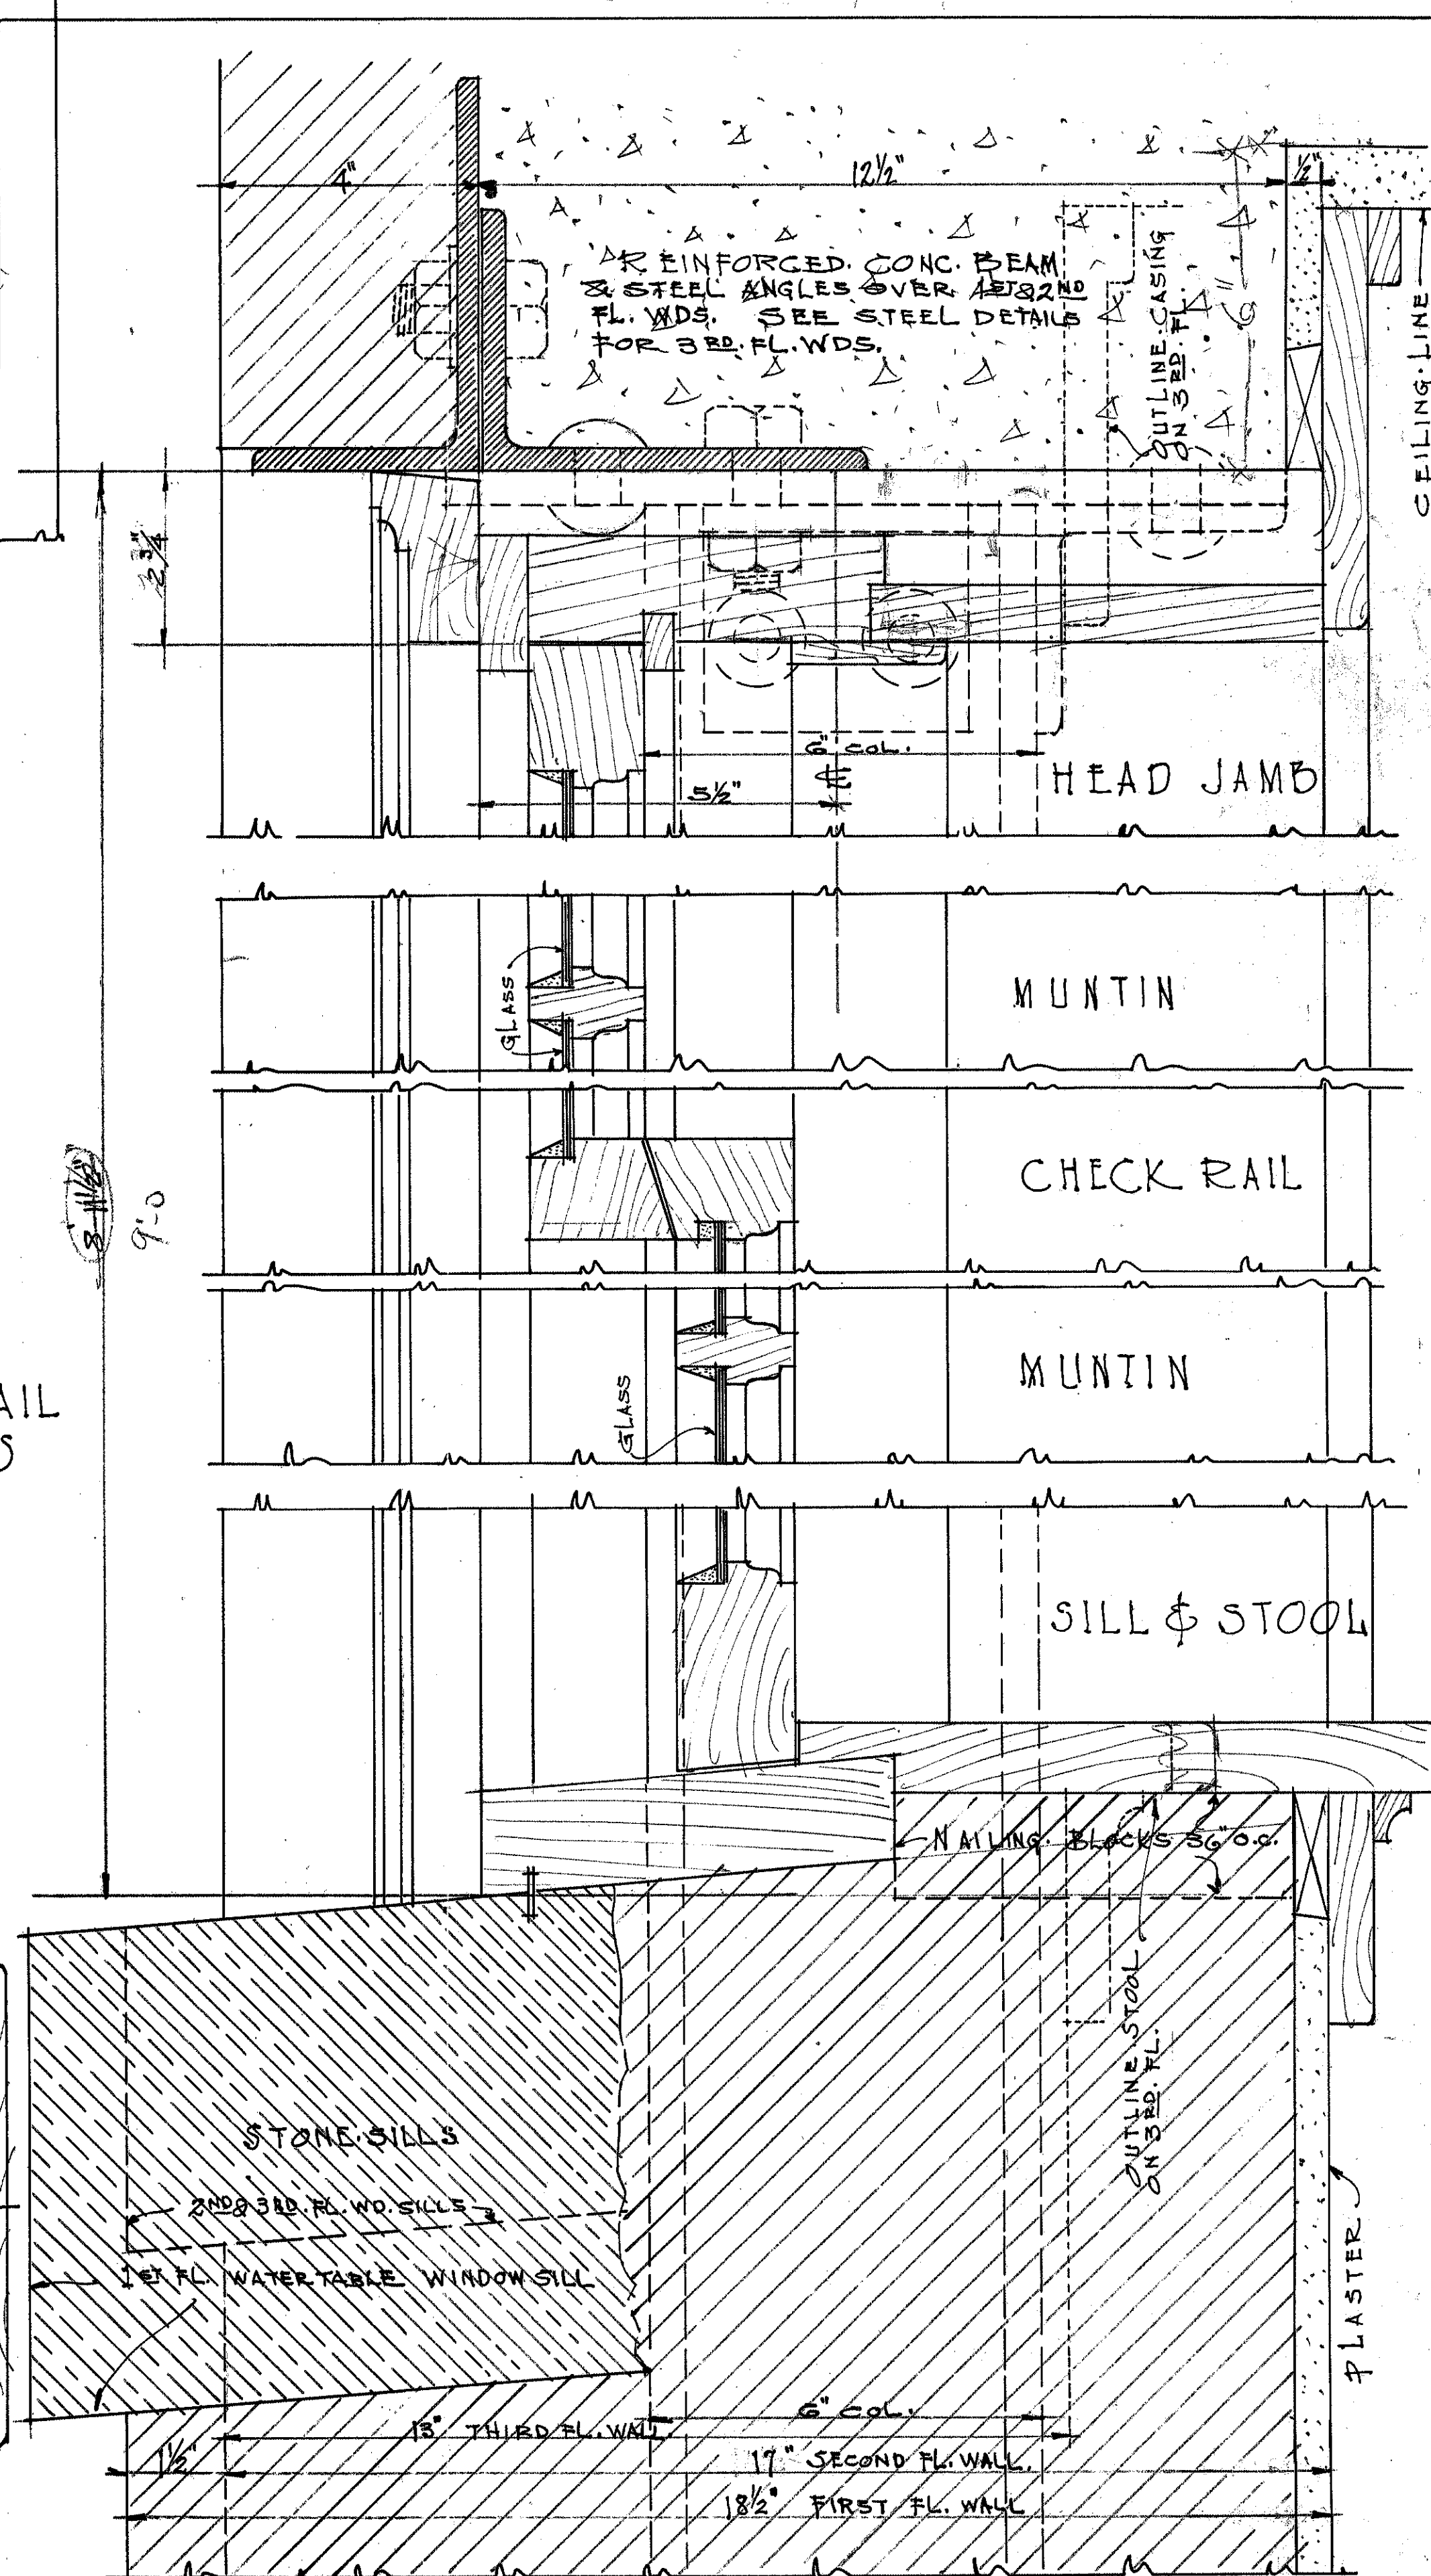 4"
12½"
½"
REINFORCED. CONC. BEAM
& STEEL ANGLES OVER 1ST & 2ND
FL. WDS. SEE STEEL DETAILS
FOR 3RD. FL. WDS.
OUTLINE CASING
ON 3RD. FL.
CEILING LINE
2¾"
6" COL.
5½"
HEAD JAMB
GLASS
MUNTIN
8'-11½"
9'-0
CHECK RAIL
AIL
S
GLASS
MUNTIN
SILL & STOOL
NAILING BLOCKS 36" O.C.
OUTLINE STOOL
ON 3RD. FL.
STONE SILLS
2ND & 3RD. FL. WD. SILLS
1ST FL. WATER TABLE WINDOW SILL
PLASTER
6" COL.
13" THIRD FL. WALL
1½"
17" SECOND FL. WALL.
18½" FIRST FL. WALL